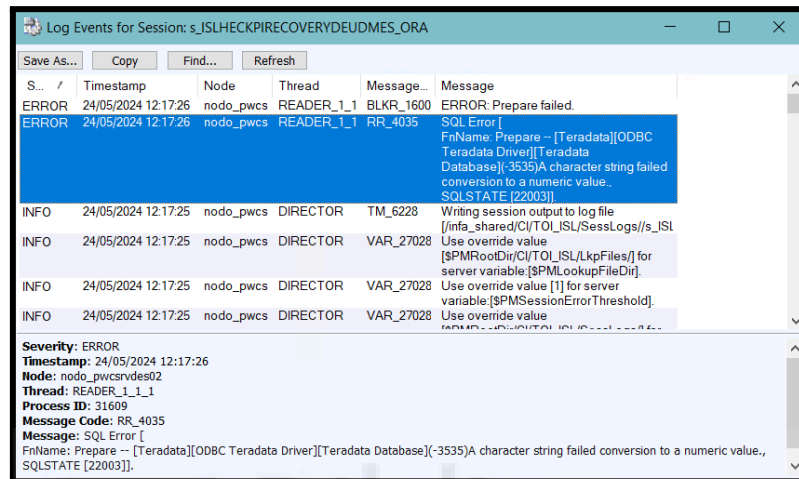 Log Events for Session: s_ISLHECKPIRECOVERYDEUDMES_ORA
Save As... Copy Find... Refresh
S... / Timestamp Node Thread Message... Message
ERROR 24/05/2024 12:17:26 nodo_pwcs READER_1_1 BLKR_1600 ERROR: Prepare failed.
ERROR 24/05/2024 12:17:26 nodo_pwcs READER_1_1 RR_4035 SQL Error [
FnName: Prepare -- [Teradata][ODBC
Teradata Driver][Teradata
Database](-3535)A character string failed
conversion to a numeric value.,
SQLSTATE [22003]].
INFO 24/05/2024 12:17:25 nodo_pwcs DIRECTOR TM_6228 Writing session output to log file
[/infa_shared/CI/TOI_ISL/SessLogs//s_ISL
INFO 24/05/2024 12:17:25 nodo_pwcs DIRECTOR VAR_27028 Use override value
[$PMRootDir/CI/TOI_ISL/LkpFiles/] for
server variable:[$PMLookupFileDir].
INFO 24/05/2024 12:17:25 nodo_pwcs DIRECTOR VAR_27028 Use override value [1] for server
variable:[$PMSessionErrorThreshold].
INFO 24/05/2024 12:17:25 nodo_pwcs DIRECTOR VAR_27028 Use override value
Severity: ERROR
Timestamp: 24/05/2024 12:17:26
Node: nodo_pwcsrvdes02
Thread: READER_1_1_1
Process ID: 31609
Message Code: RR_4035
Message: SQL Error [
FnName: Prepare -- [Teradata][ODBC Teradata Driver][Teradata Database](-3535)A character string failed conversion to a numeric value.,
SQLSTATE [22003]].